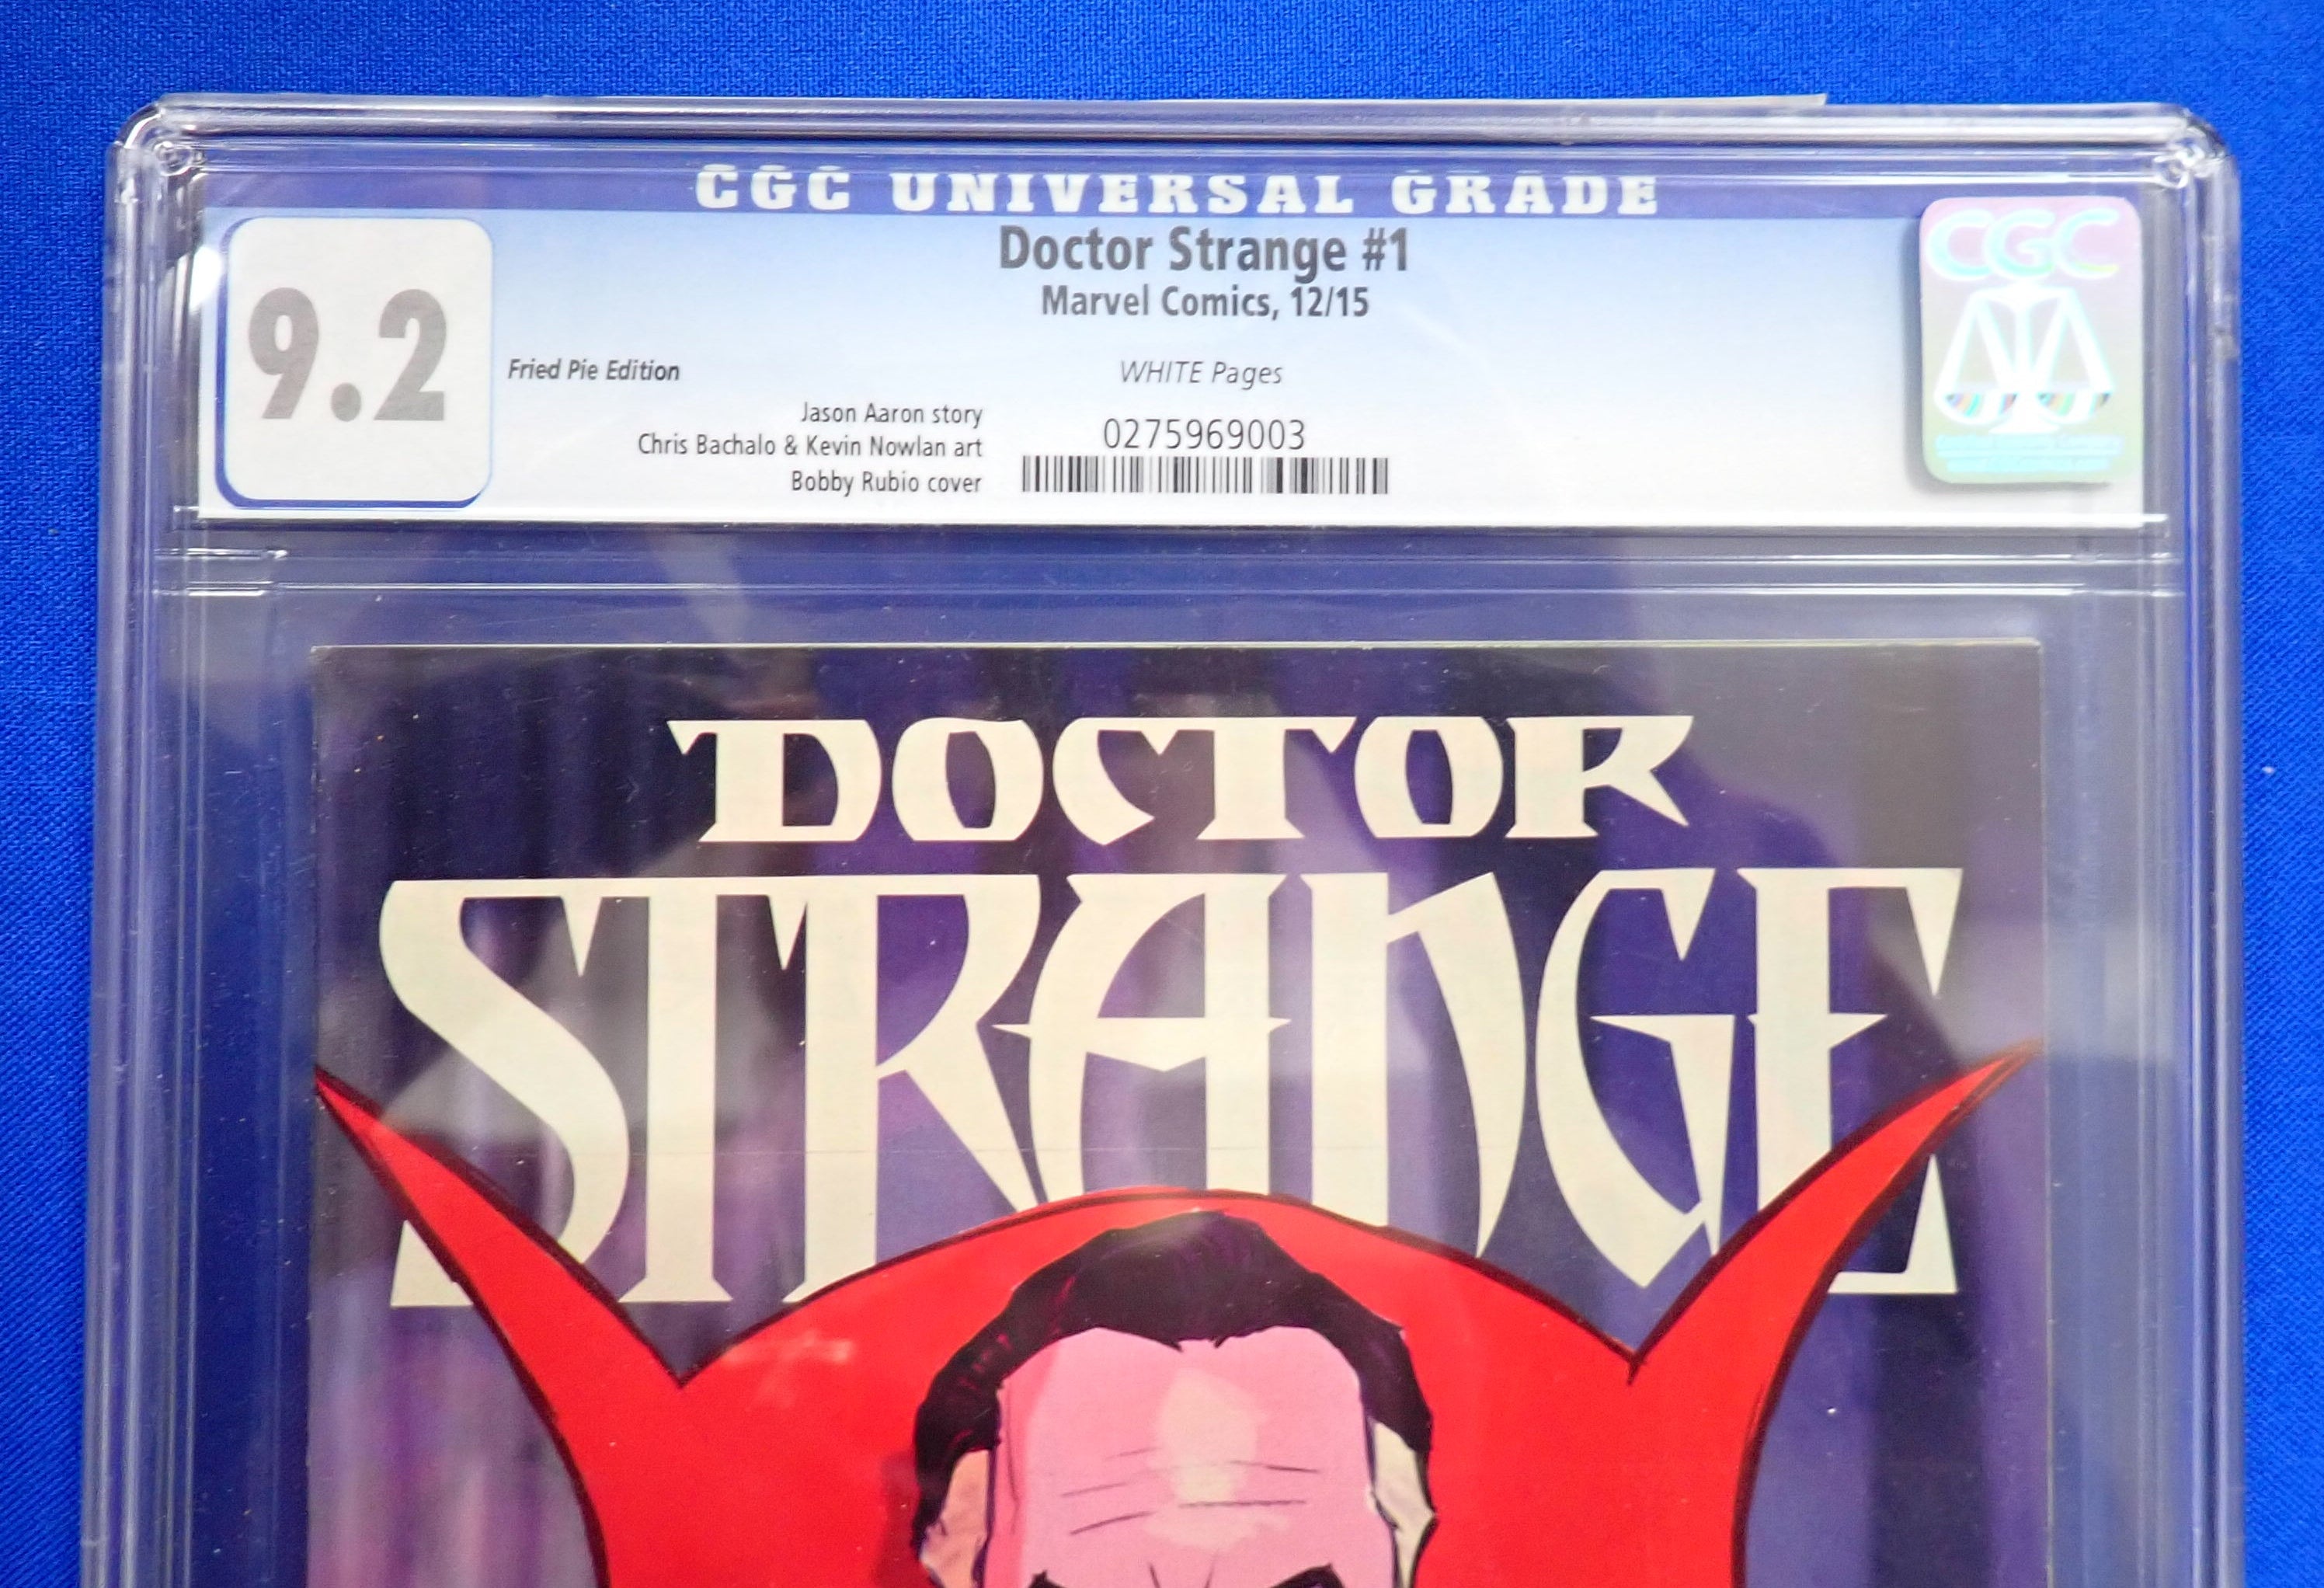 CGC UNIVERSAL GRADE
9.2
Doctor Strange #1
Marvel Comics, 12/15
Fried Pie Edition
WHITE Pages
Jason Aaron story
Chris Bachalo & Kevin Nowlan art
Bobby Rubio cover
0275969003
CGC
DOCTOR
STRANGE